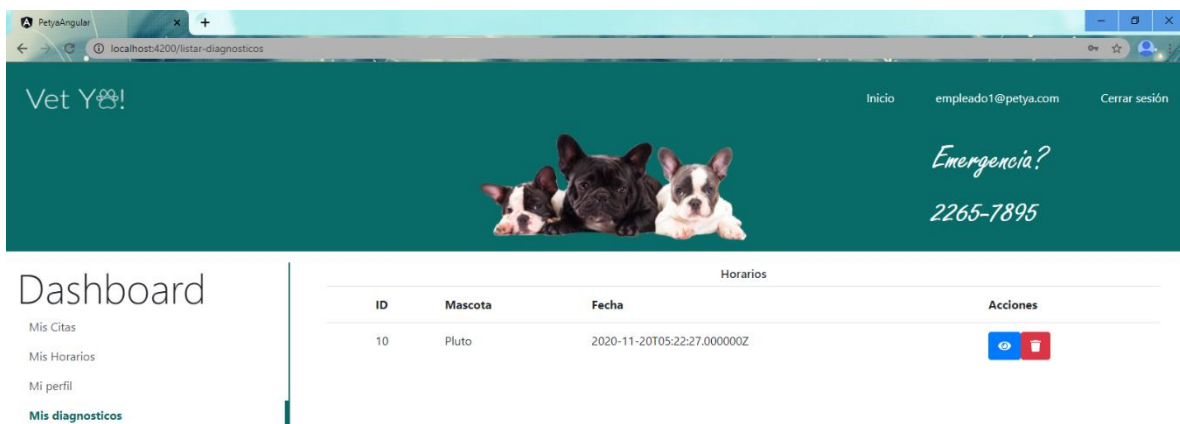 PetyaAngular
localhost:4200/listar-diagnosticos
Vet Y!
Inicio empleado1@petya.com Cerrar sesión
Emergencia?
2265-7895
Dashboard
Mis Citas
Mis Horarios
Mi perfil
Mis diagnosticos
Horarios
ID Mascota Fecha Acciones
10 Pluto 2020-11-20T05:22:27.000000Z